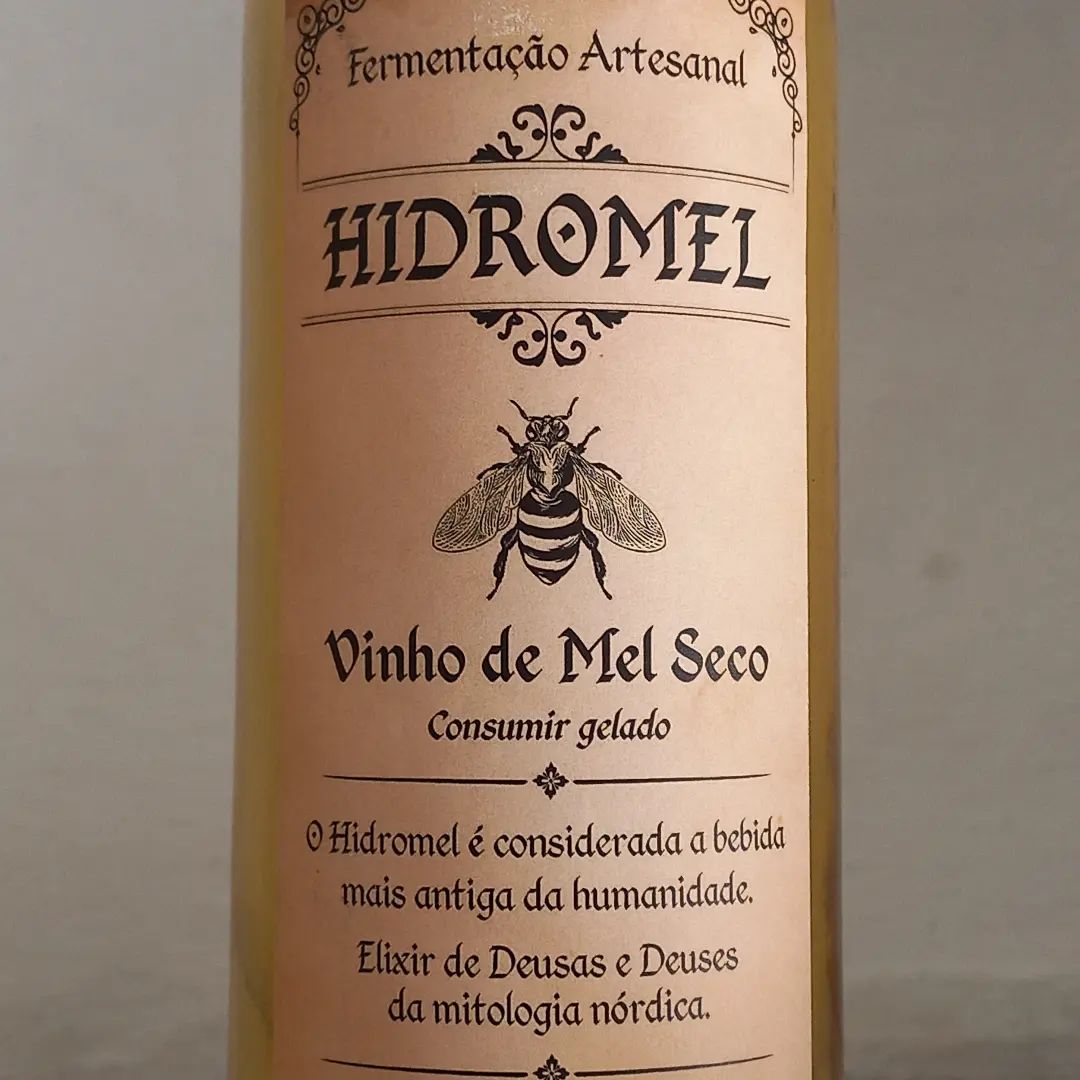 Fermentação Artesanal
HIDROMEL
Vinho de Mel Seco
Consumir gelado
O Hidromel é considerada a bebida
mais antiga da humanidade.
Elixir de Deusas e Deuses
da mitologia nórdica.